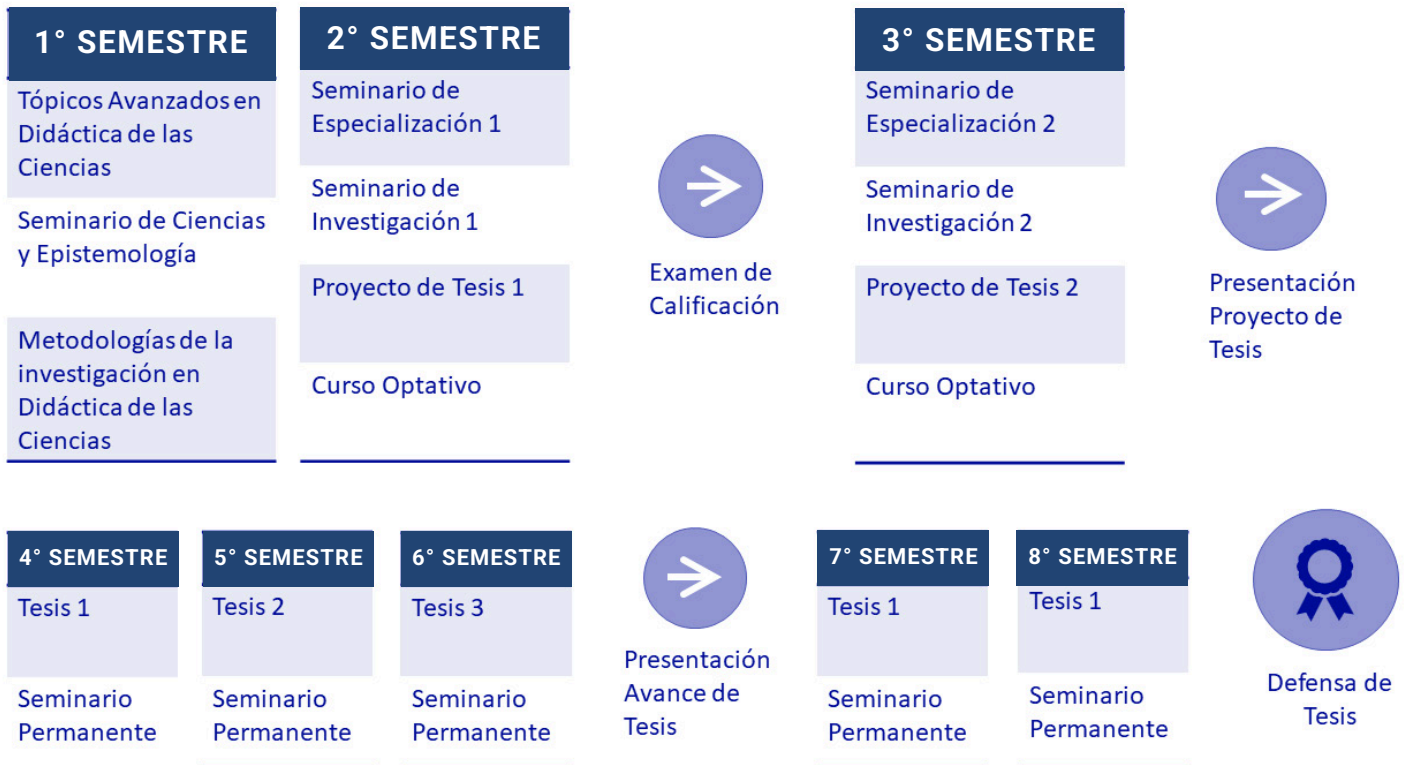 1° SEMESTRE
Tópicos Avanzados en
Didáctica de las
Ciencias
Seminario de Ciencias
y Epistemología
Metodologías de la
investigación en
Didáctica de las
Ciencias
2° SEMESTRE
Seminario de
Especialización 1
Seminario de
Investigación 1
Proyecto de Tesis 1
Curso Optativo
Examen de
Calificación
3° SEMESTRE
Seminario de
Especialización 2
Seminario de
Investigación 2
Proyecto de Tesis 2
Curso Optativo
Presentación
Proyecto de
Tesis
4° SEMESTRE
Tesis 1
Seminario
Permanente
5° SEMESTRE
Tesis 2
Seminario
Permanente
6° SEMESTRE
Tesis 3
Seminario
Permanente
Presentación
Avance de
Tesis
7° SEMESTRE
Tesis 1
Seminario
Permanente
8° SEMESTRE
Tesis 1
Seminario
Permanente
Defensa de
Tesis